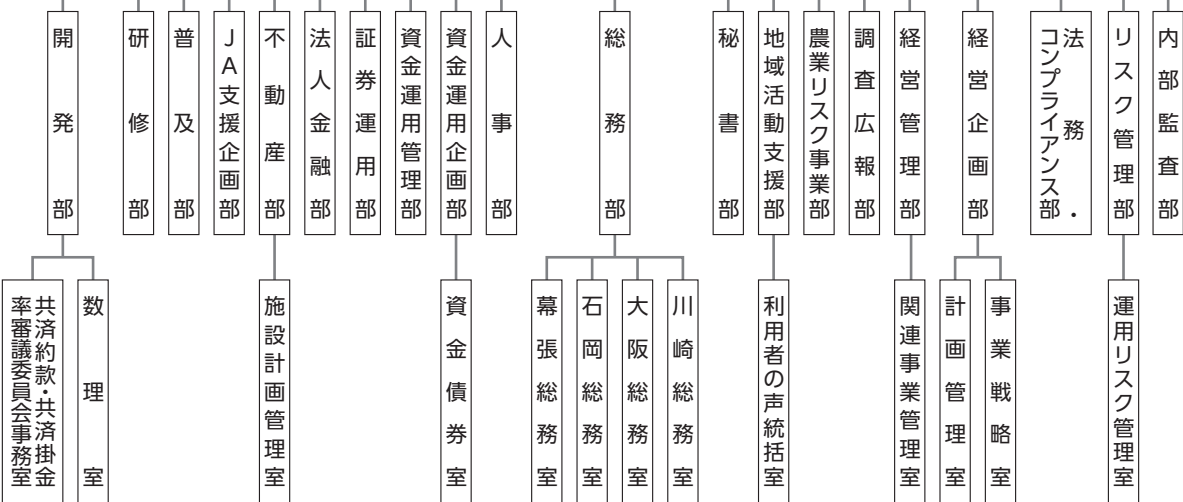 内部監査部
リスク管理部
法務・
コンプライアンス部
経営企画部
経営管理部
調査広報部
農業リスク事業部
地域活動支援部
秘書部
総務部
人事部
資金運用企画部
資金運用管理部
証券運用部
法人金融部
不動産部
JA支援企画部
普及部
研修部
開発部
運用リスク管理室
事業戦略室
計画管理室
関連事業管理室
利用者の声統括室
川崎総務室
大阪総務室
石岡総務室
幕張総務室
資金債券室
施設計画管理室
数理室
共済約款・共済掛金
率審議委員会事務室